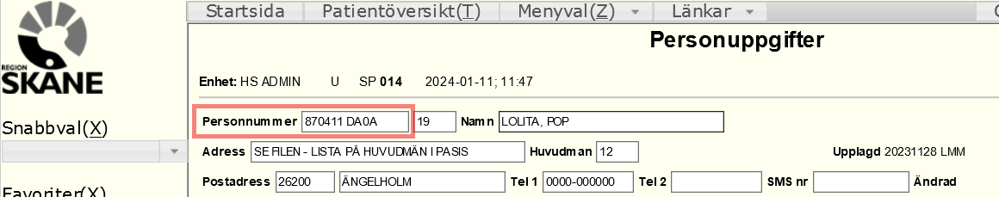 Startsida Patientöversikt(T) Menyval(Z) Länkar
Personuppgifter
REGION
SKÅNE
Enhet: HS ADMIN U SP 014 2024-01-11; 11:47
Snabbval(X)
Personnummer 870411 DA0A 19 Namn LOLITA, POP
Adress SE FILEN - LISTA PÅ HUVUDMÄN I PASIS Huvudman 12 Upplagd 20231128 LMM
Postadress 26200 ÄNGELHOLM Tel 1 0000-000000 Tel 2 SMS nr Ändrad
Favoriter(X)